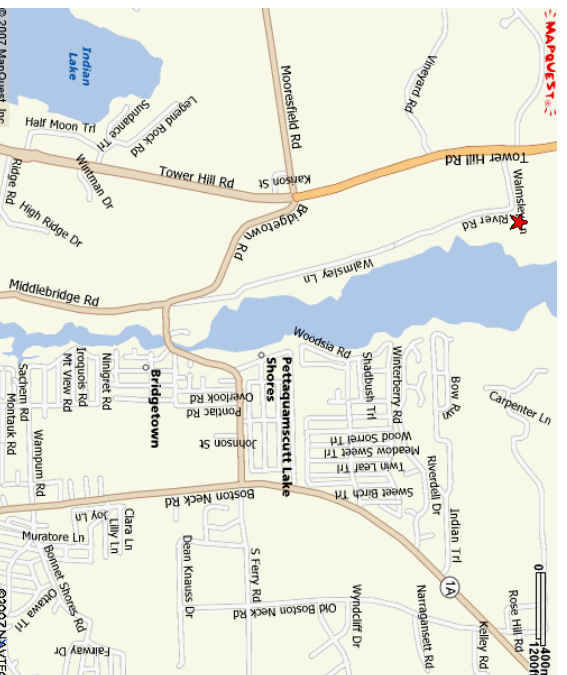 MAPQUEST®
© 2007 MapQuest Inc
Indian
Lake
Half Moon Trl
Sundance Trl
Legend Rock Rd
Mooresfield Rd
Vineyard Rd
Tower Hill Rd
Walmsley Ln
River Rd
Ridge Rd
Wintman Dr
Tower Hill Rd
Karison St
High Ridge Dr
Bridgetown Rd
Walmsley Ln
Middlebridge Rd
Woodsia Rd
Sachem Rd
Montauk Rd
Mt View Rd
Iroquois Rd
Ninigret Rd
Bridgetown
Overlook Rd
Pontiac Rd
Johnson St
Pettaquamscutt Lake
Shores
Shadbush Trl
Winterberry Rd
Bow Run
Carpenter Ln
Wood Sorrel Trl
Meadow Sweet Trl
Twin Leaf Trl
Sweet Birch Trl
Riverdell Dr
Indian Trl
Wampum Rd
Boston Neck Rd
Joy Ln
Lilly Ln
Clara Ln
Muratore Ln
Bonnet Shores Rd
Ottawa Trl
Fairway Dr
Dean Knauss Dr
S Ferry Rd
Old Boston Neck Rd
Wyndcliff Dr
Narragansett Rd
1A
Kelley Rd
Rose Hill Rd
0
400m
1200ft
©2007 NAVTEQ